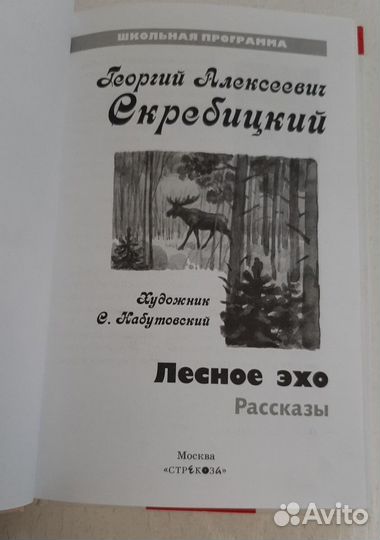 ШКОЛЬНАЯ ПРОГРАММА
Георгий Алексеевич
Скребицкий
Художник
С. Набутовский
Лесное эхо
Рассказы
Москва
«СТРЕКОЗА»
Avito